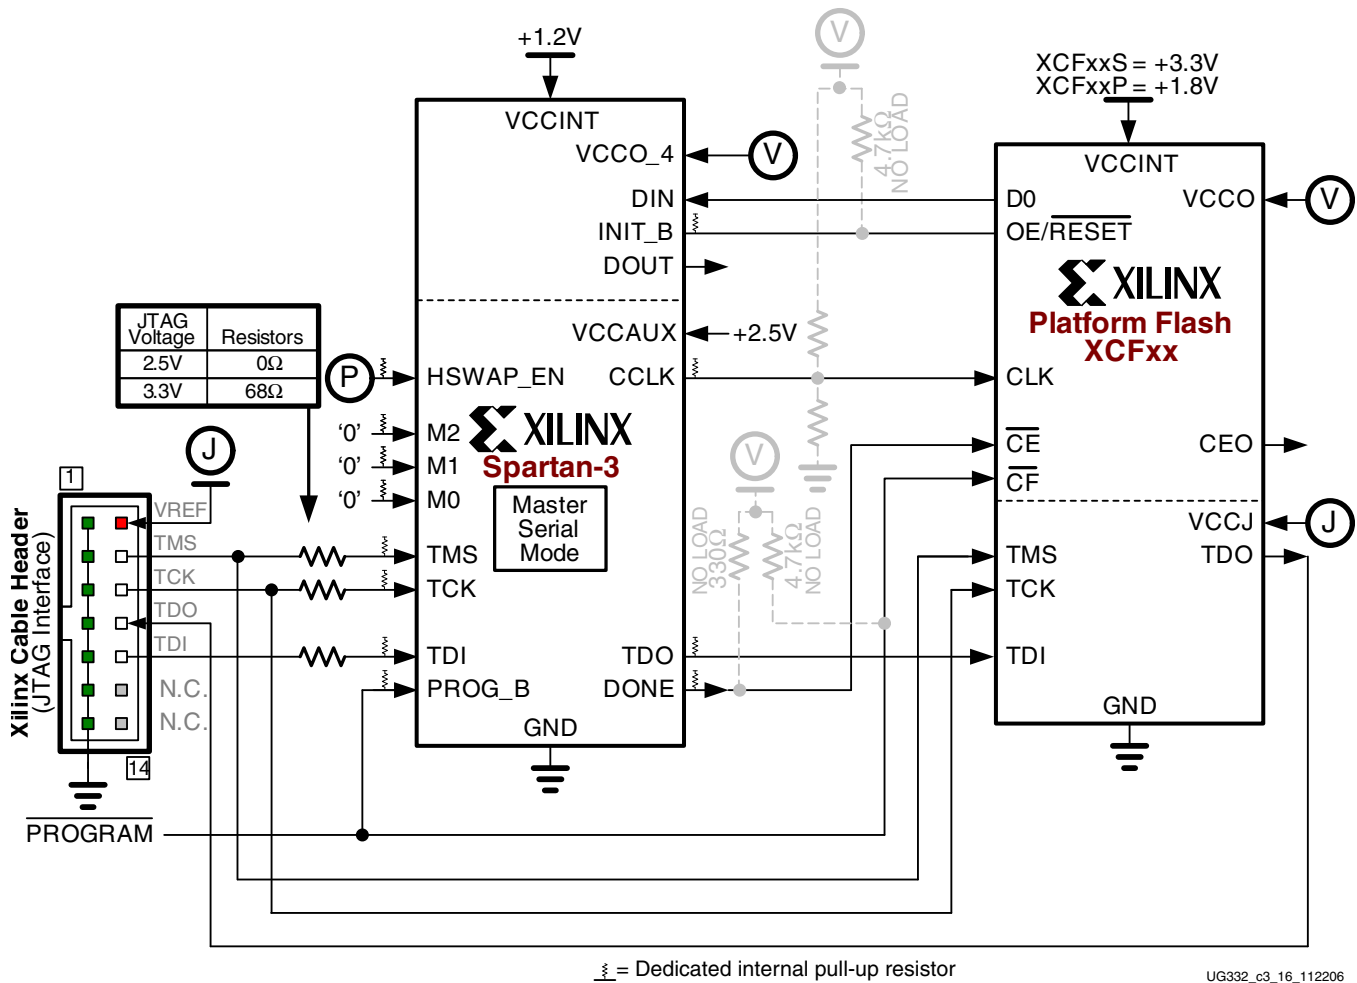 +1.2V
XCFxxS = +3.3V
XCFxxP = +1.8V
V
4.7kΩ
NO LOAD
VCCINT
VCCO_4
V
DIN
INIT_B
DOUT
VCCINT
D0
VCCO
V
OE/RESET
XILINX
Platform Flash
XCFxx
JTAG
Voltage
Resistors
2.5V
0Ω
3.3V
68Ω
P
VCCAUX
+2.5V
HSWAP_EN
CCLK
CLK
'0'
M2
'0'
M1
'0'
M0
XILINX
Spartan-3
Master
Serial
Mode
J
V
CE
CEO
CF
VCCJ
J
1
VREF
TMS
TCK
TDO
TDI
N.C.
N.C.
14
Xilinx Cable Header
(JTAG Interface)
TMS
TCK
TDI
TDO
PROG_B
DONE
GND
NO LOAD
330Ω
4.7kΩ
NO LOAD
TMS
TDO
TCK
TDI
GND
PROGRAM
= Dedicated internal pull-up resistor
UG332_c3_16_112206